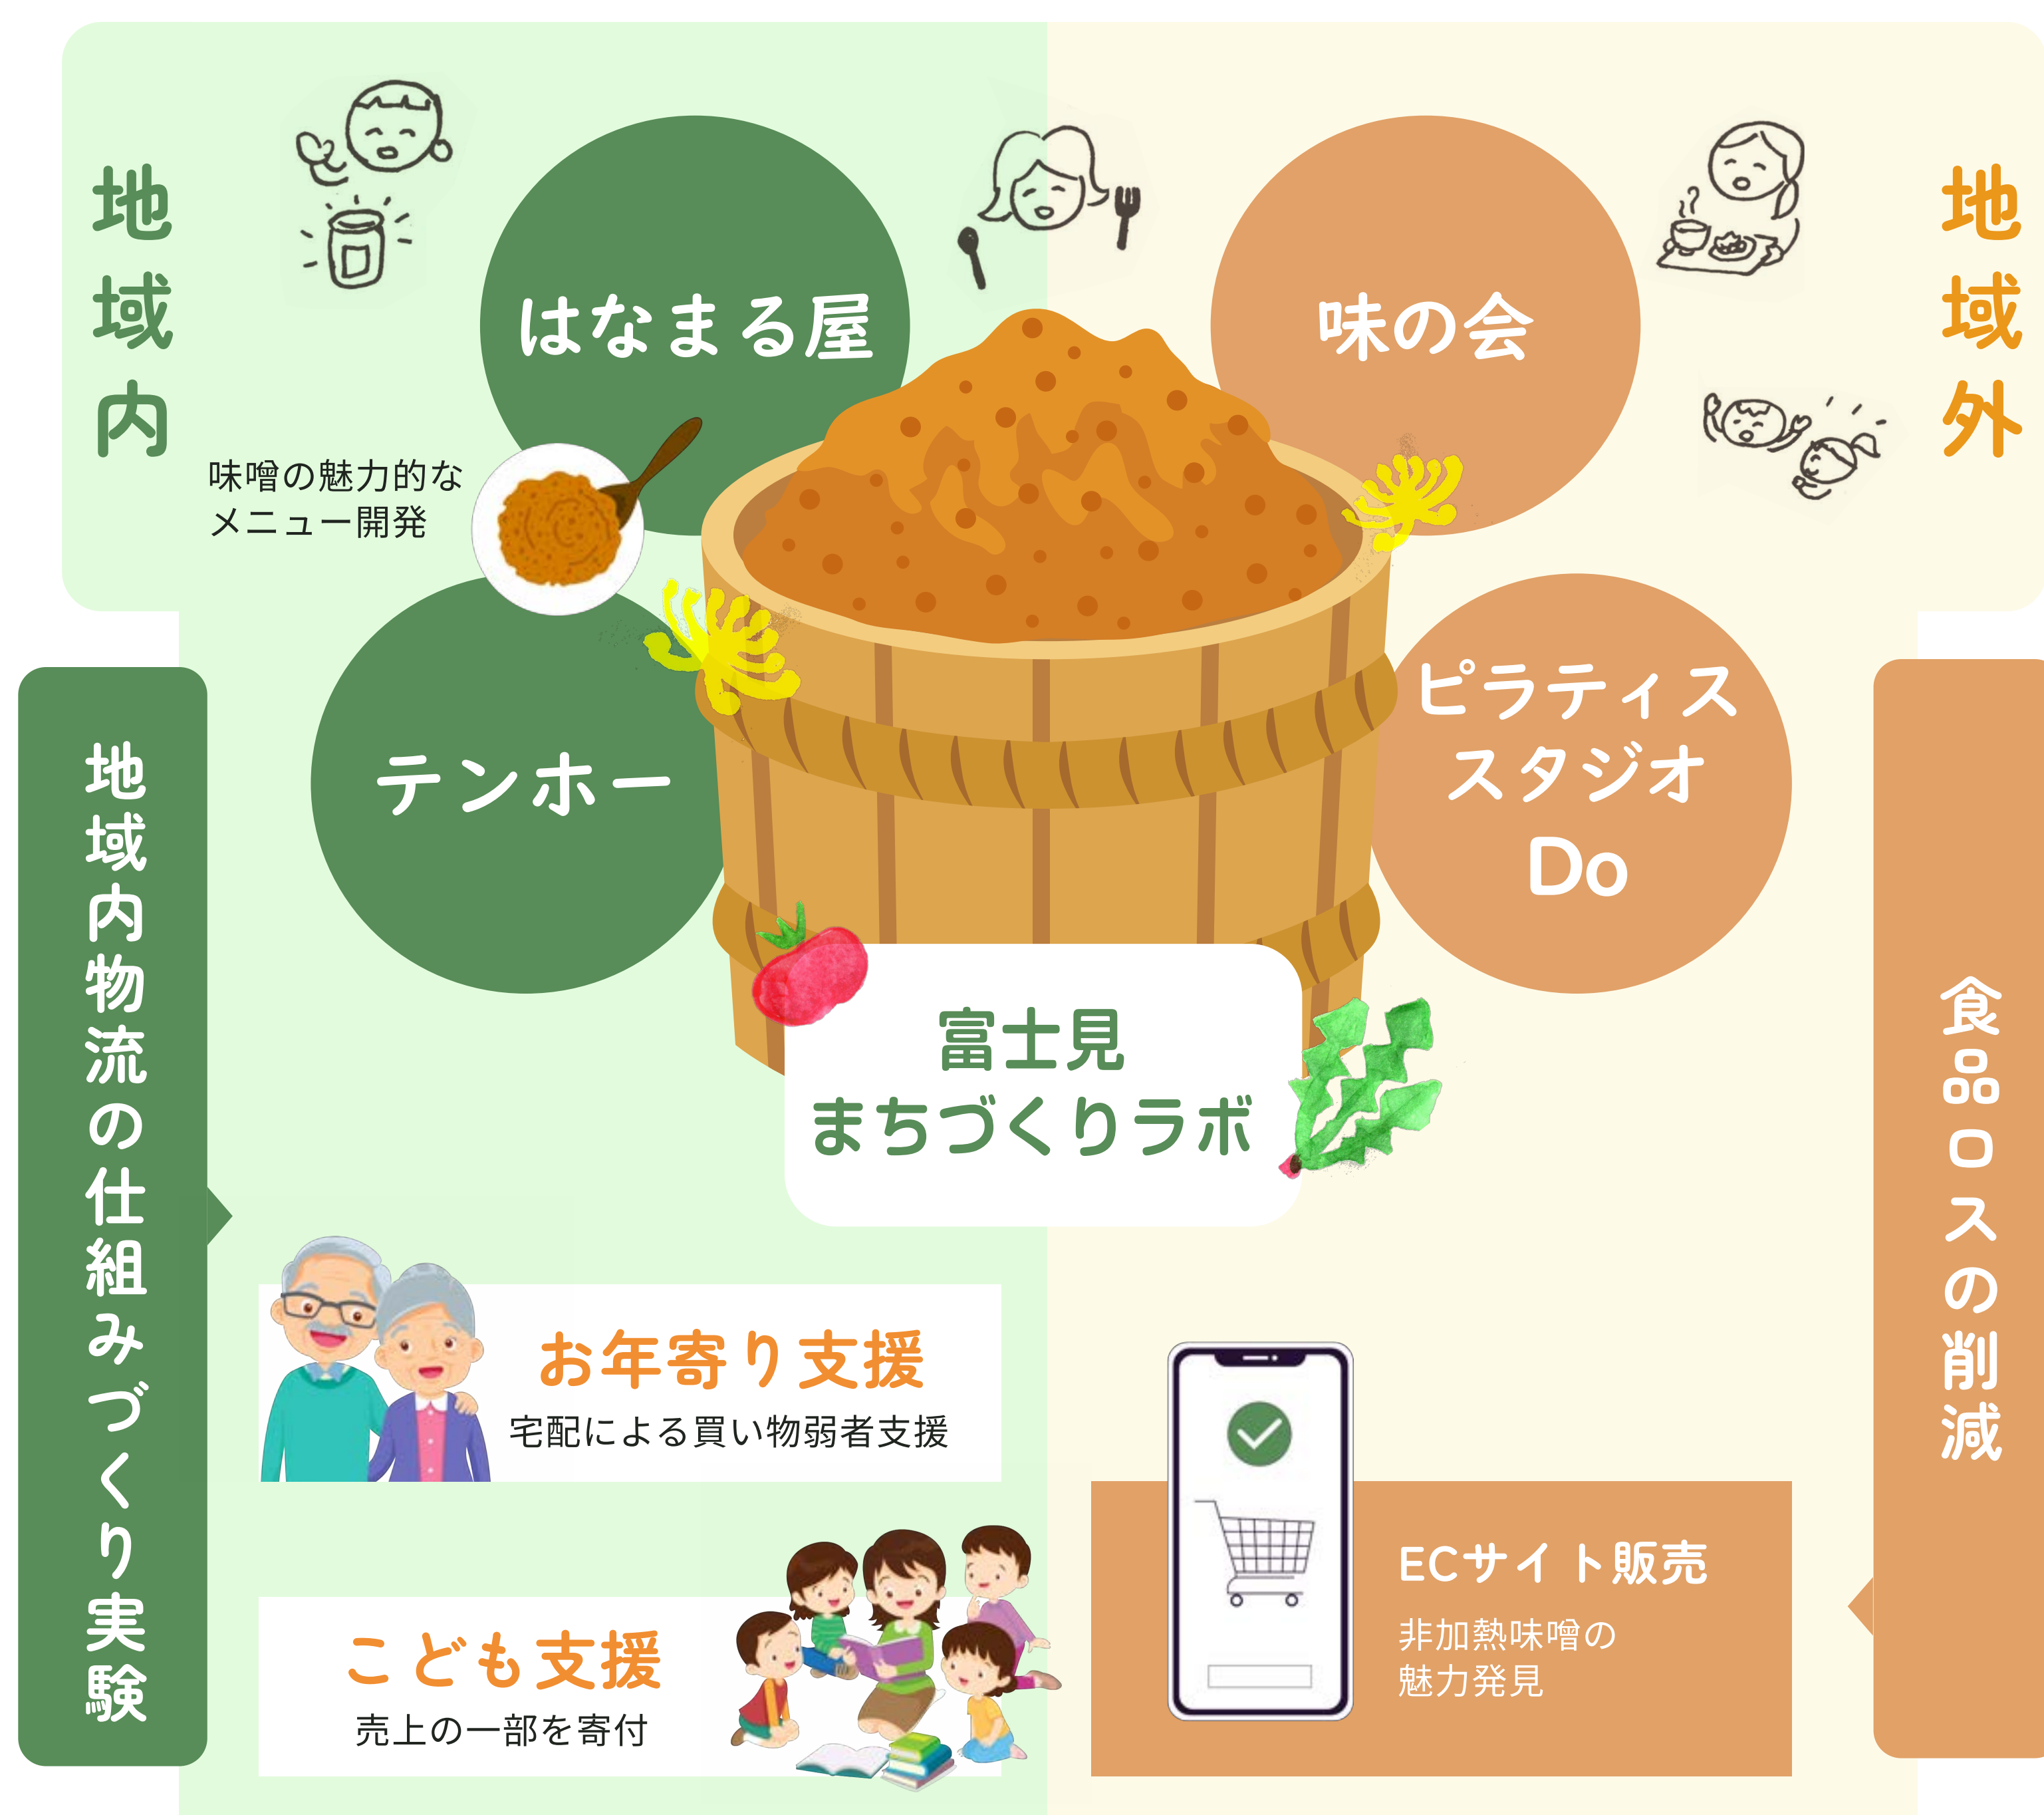 地域内
地域外
はなまる屋
味の会
味噌の魅力的な
メニュー開発
テンホー
ピラティス
スタジオ
Do
富士見
まちづくりラボ
地域内物流の仕組みづくり実験
食品ロスの削減
お年寄り支援
宅配による買い物弱者支援
こども支援
売上の一部を寄付
ECサイト販売
非加熱味噌の
魅力発見